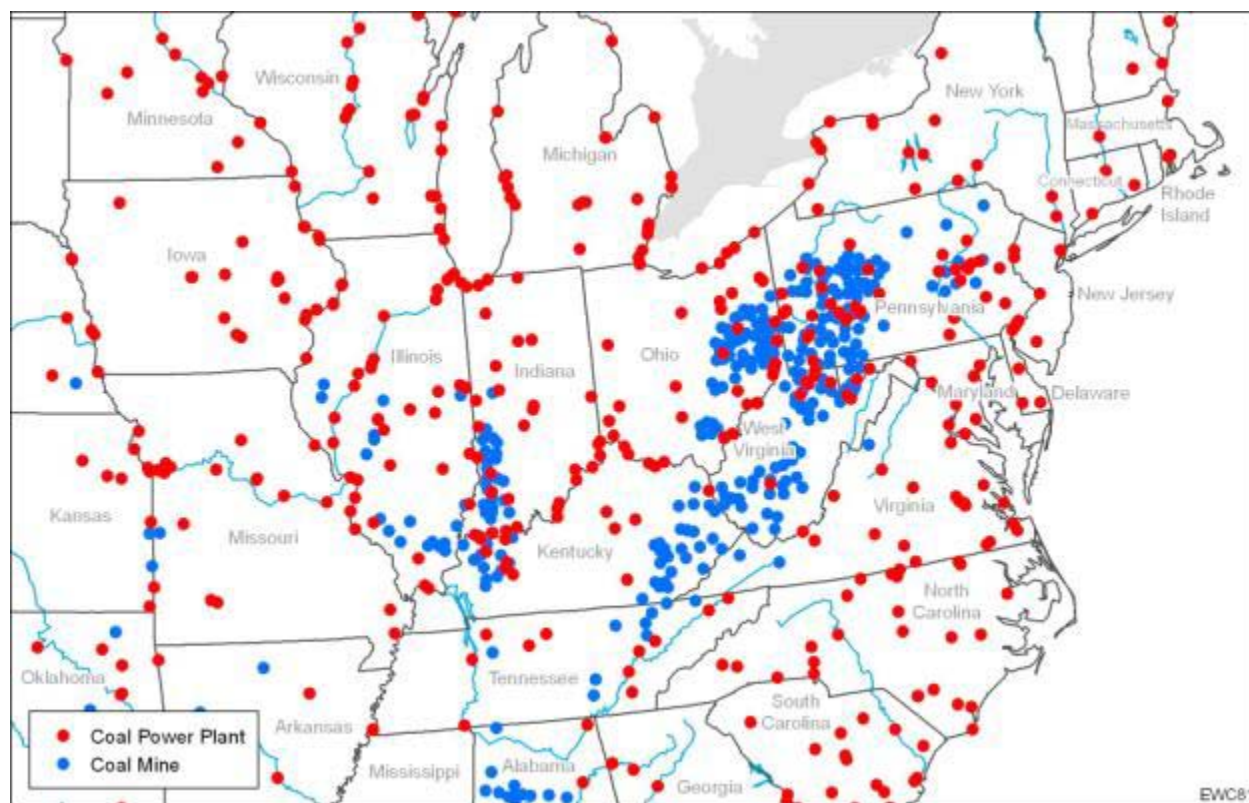 Wisconsin
New York
Minnesota
Massachusetts
Michigan
Connecticut
Rhode
Island
Iowa
New Jersey
Pennsylvania
Illinois
Indiana
Ohio
Maryland
Delaware
West
Virginia
Kansas
Missouri
Virginia
Kentucky
North
Carolina
Oklahoma
Tennessee
South
Carolina
Arkansas
Coal Power Plant
Coal Mine
Mississippi
Alabama
Georgia